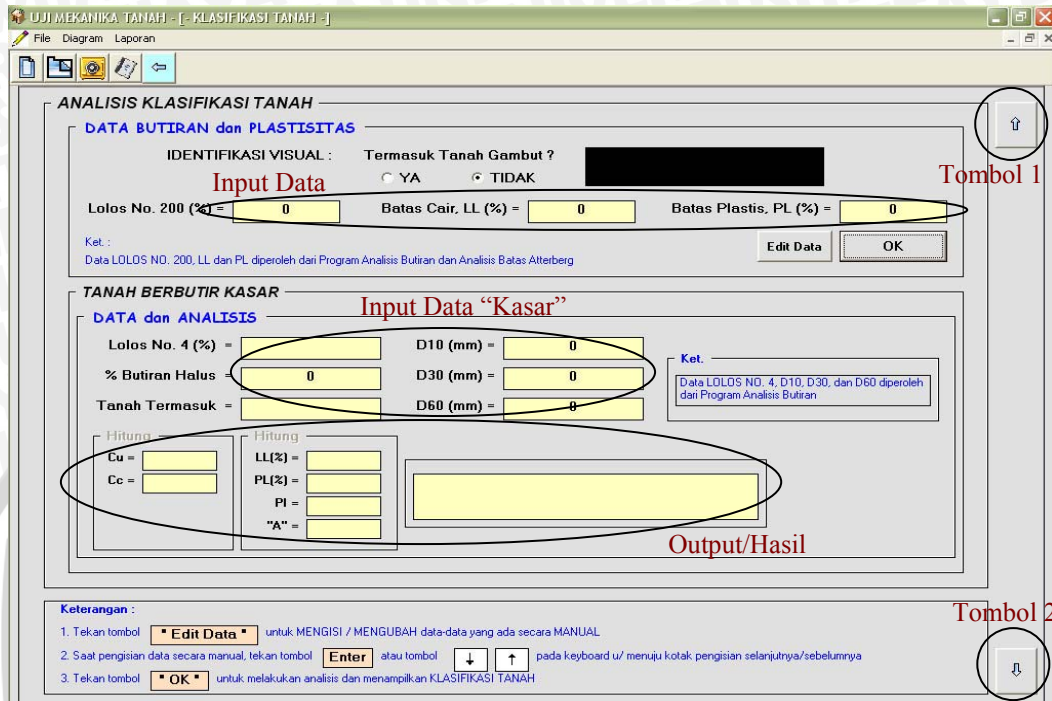 UJI MEKANIKA TANAH - [- KLASIFIKASI TANAH -]
File Diagram Laporan
ANALISIS KLASIFIKASI TANAH
DATA BUTIRAN dan PLASTISITAS
IDENTIFIKASI VISUAL : Termasuk Tanah Gambut ?
YA TIDAK
Input Data
Tombol 1
Lolos No. 200 (%) = 0 Batas Cair, LL (%) = 0 Batas Plastis, PL (%) = 0
Ket. :
Data LOLOS NO. 200, LL dan PL diperoleh dari Program Analisis Butiran dan Analisis Batas Atterberg
Edit Data OK
TANAH BERBUTIR KASAR
Input Data “Kasar”
DATA dan ANALISIS
Lolos No. 4 (%) = D10 (mm) = 0
% Butiran Halus = 0 D30 (mm) = 0
Tanah Termasuk = D60 (mm) = 0
Ket.
Data LOLOS NO. 4, D10, D30, dan D60 diperoleh
dari Program Analisis Butiran
Hitung Hitung
Cu = LL(%) =
Cc = PL(%) =
PI =
"A" =
Output/Hasil
Keterangan :
Tombol 2
1. Tekan tombol " Edit Data " untuk MENGISI / MENGUBAH data-data yang ada secara MANUAL
2. Saat pengisian data secara manual, tekan tombol Enter atau tombol ↓ ↑ pada keyboard u/ menuju kotak pengisian selanjutnya/sebelumnya
3. Tekan tombol " OK " untuk melakukan analisis dan menampilkan KLASIFIKASI TANAH